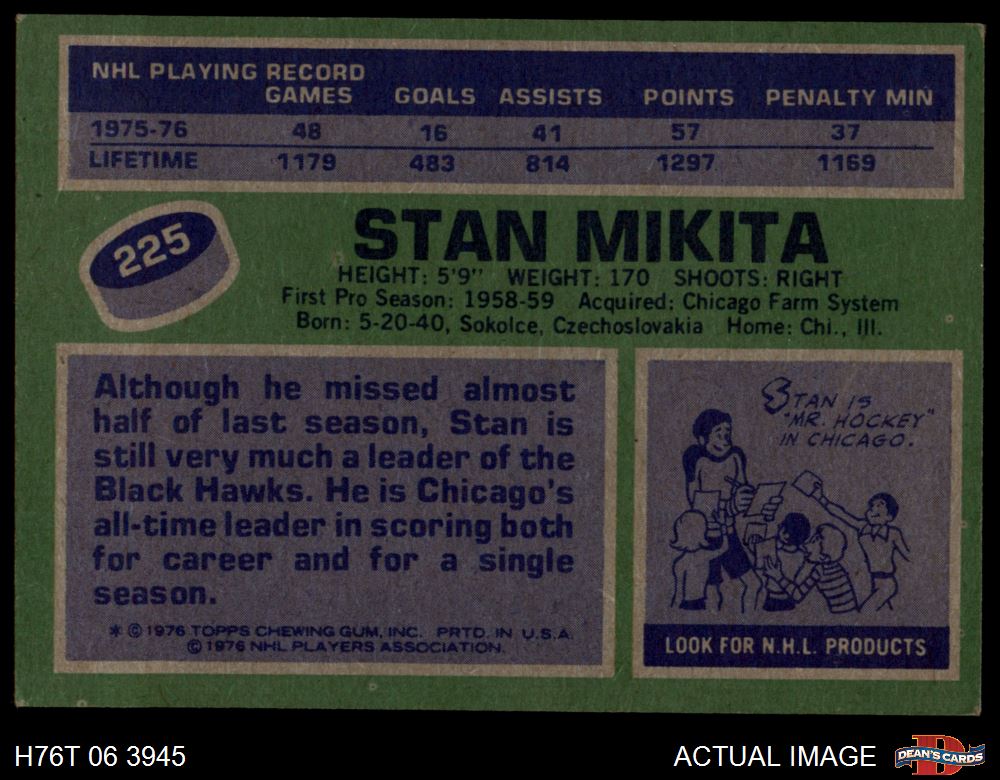 NHL PLAYING RECORD
GAMES GOALS ASSISTS POINTS PENALTY MIN
1975-76 48 16 41 57 37
LIFETIME 1179 483 814 1297 1169
225
STAN MIKITA
HEIGHT: 5'9" WEIGHT: 170 SHOOTS: RIGHT
First Pro Season: 1958-59 Acquired: Chicago Farm System
Born: 5-20-40, Sokolce, Czechoslovakia Home: Chi., Ill.
Although he missed almost
half of last season, Stan is
still very much a leader of the
Black Hawks. He is Chicago's
all-time leader in scoring both
for career and for a single
season.
* © 1976 TOPPS CHEWING GUM, INC. PRTD. IN U.S.A.
© 1976 NHL PLAYERS ASSOCIATION.
STAN IS
"MR. HOCKEY"
IN CHICAGO.
LOOK FOR N.H.L. PRODUCTS
H76T 06 3945 ACTUAL IMAGE
D
DEAN'S CARDS